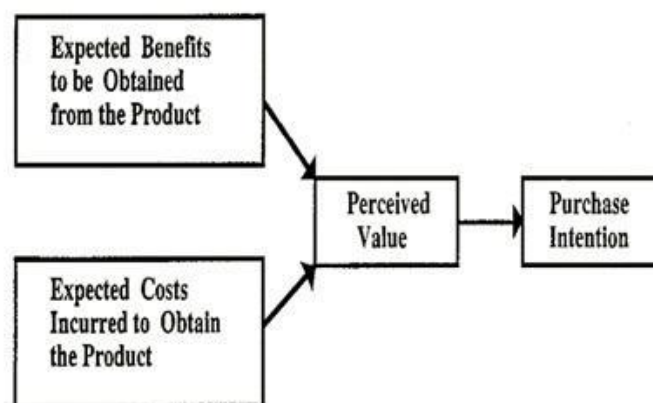 Expected Benefits
to be Obtained
from the Product
Perceived
Value
Purchase
Intention
Expected Costs
Incurred to Obtain
the Product